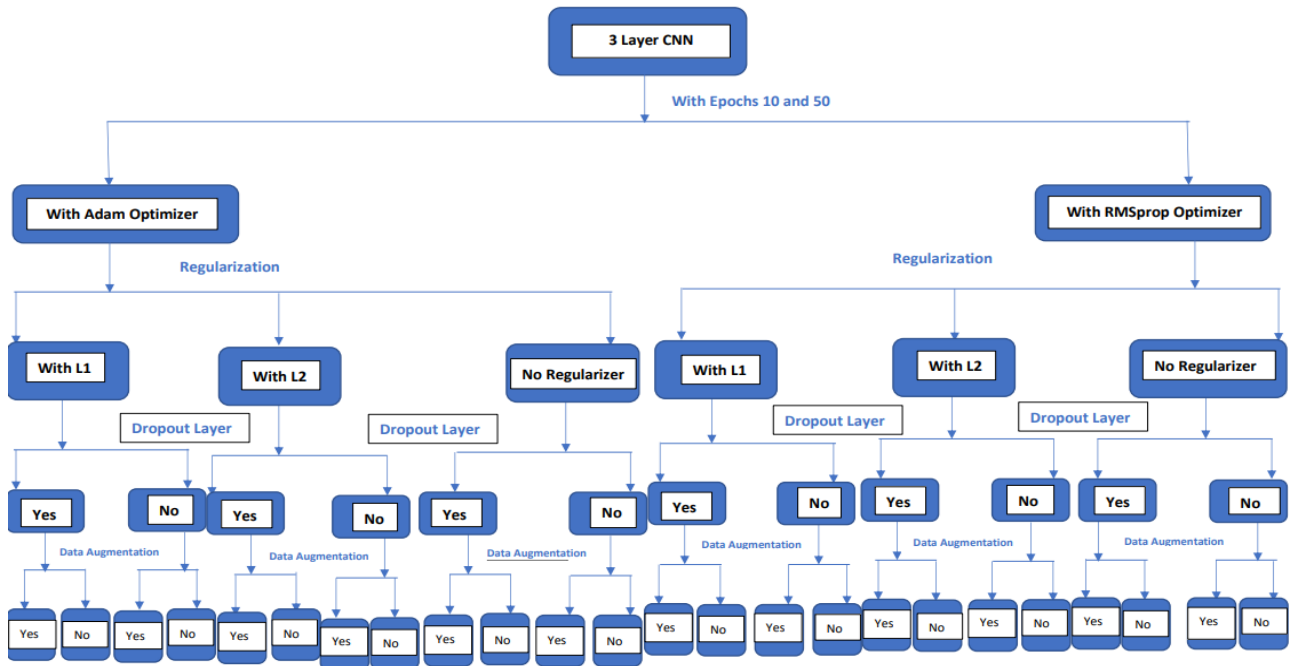 3 Layer CNN
With Epochs 10 and 50
With Adam Optimizer
With RMSprop Optimizer
Regularization
Regularization
With L1
With L2
No Regularizer
With L1
With L2
No Regularizer
Dropout Layer
Dropout Layer
Dropout Layer
Dropout Layer
Yes
No
Yes
No
Yes
No
Yes
No
Yes
No
Yes
No
Data Augmentation
Data Augmentation
Data Augmentation
Data Augmentation
Data Augmentation
Data Augmentation
Yes
No
Yes
No
Yes
No
Yes
No
Yes
No
Yes
No
Yes
No
Yes
No
Yes
No
Yes
No
Yes
No
Yes
No